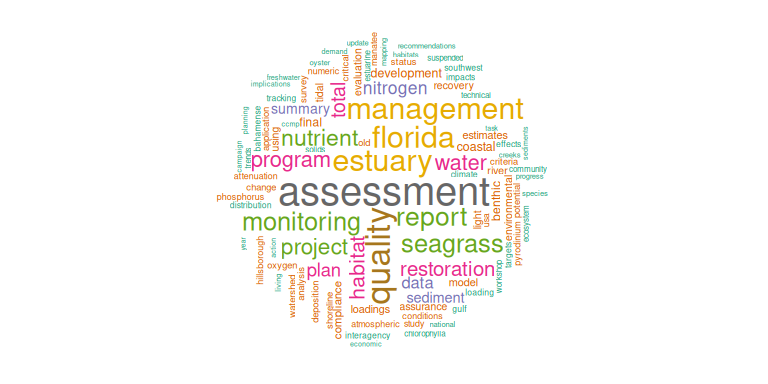 update
recommendations
demand
critical
estuarine
manatee
mapping
habitats
suspended
oyster
numeric
evaluation
status
southwest
freshwater
implications
survey
tidal
total
development
impacts
nitrogen
recovery
technical
tracking
summary
management
planning
bahamense
application
ccmp
final
task
using
nutrient
old
florida
estimates
effects
sediments
solids
coastal
creeks
campaign
trends
program
estuary
water
criteria
community
attenuation
climate
river
progress
change
assessment
benthic
environmental
potential
species
phosphorus
distribution
monitoring
quality
report
light
usa
pyrodinium
ecosystem
year
action
project
habitat
seagrass
targets
hillsborough
oxygen
plan
restoration
workshop
living
watershed
analysis
data
model
deposition
shoreline
compliance
sediment
loading
loadings
assurance
gulf
conditions
atmospheric
study
national
interagency
chlorophylla
economic